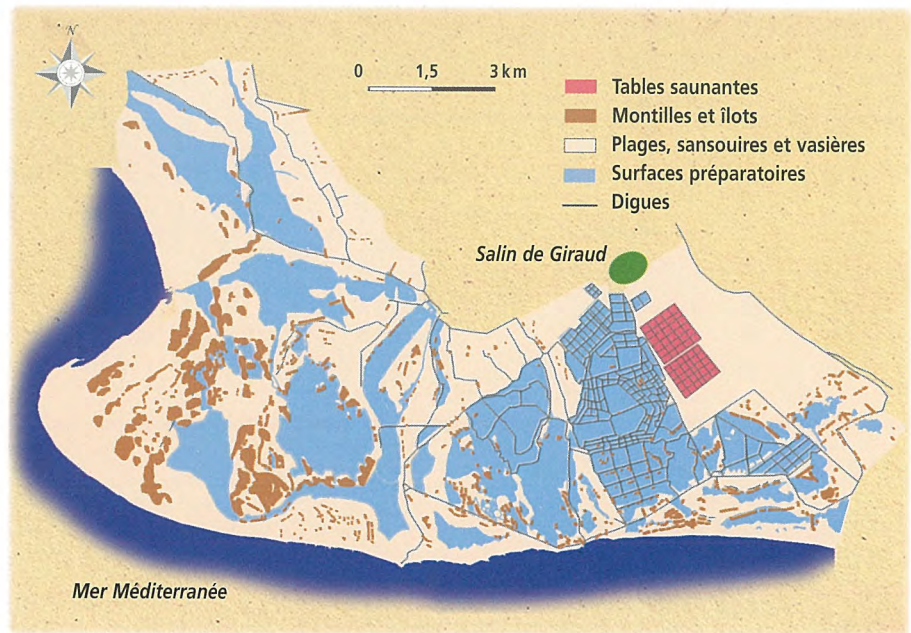 N
0 1,5 3 km
Tables saunantes
Montilles et îlots
Plages, sansouires et vasières
Surfaces préparatoires
Digues
Salin de Giraud
Mer Méditerranée